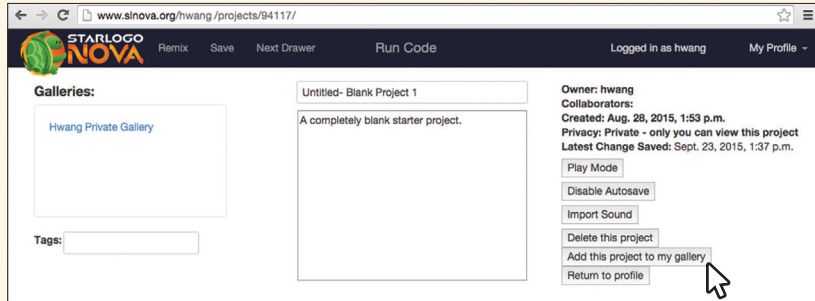 www.slnova.org/hwang /projects/94117/
STARLOGO
NOVA
Remix Save Next Drawer Run Code Logged in as hwang My Profile
Galleries:
Hwang Private Gallery
Tags:
Untitled- Blank Project 1
A completely blank starter project.
Owner: hwang
Collaborators:
Created: Aug. 28, 2015, 1:53 p.m.
Privacy: Private - only you can view this project
Latest Change Saved: Sept. 23, 2015, 1:37 p.m.
Play Mode
Disable Autosave
Import Sound
Delete this project
Add this project to my gallery
Return to profile